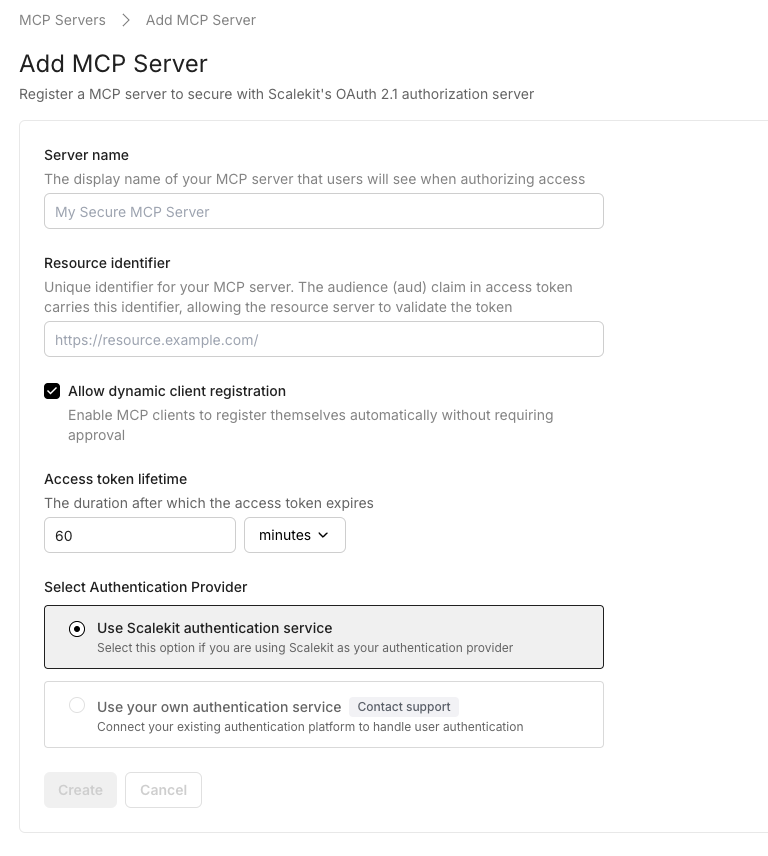 MCP Servers > Add MCP Server
Add MCP Server
Register a MCP server to secure with Scalekit's OAuth 2.1 authorization server
Server name
The display name of your MCP server that users will see when authorizing access
My Secure MCP Server
Resource identifier
Unique identifier for your MCP server. The audience (aud) claim in access token
carries this identifier, allowing the resource server to validate the token
https://resource.example.com/
Allow dynamic client registration
Enable MCP clients to register themselves automatically without requiring
approval
Access token lifetime
The duration after which the access token expires
60 minutes
Select Authentication Provider
Use Scalekit authentication service
Select this option if you are using Scalekit as your authentication provider
Use your own authentication service Contact support
Connect your existing authentication platform to handle user authentication
Create Cancel